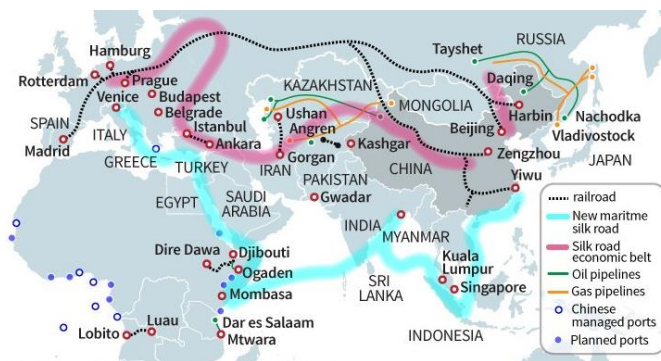 Hamburg
Rotterdam
Prague
Venice
Budapest
Belgrade
SPAIN
ITALY
Madrid
GREECE
Istanbul
Ankara
TURKEY
EGYPT
SAUDI
ARABIA
KAZAKHSTAN
Ushan
Angren
Gorgan
IRAN
Kashgar
PAKISTAN
Gwadar
MONGOLIA
CHINA
Tayshet
RUSSIA
Daqing
Harbin
Beijing
Nachodka
Vladivostock
Zengzhou
JAPAN
Yiwu
INDIA
MYANMAR
SRI
LANKA
Kuala
Lumpur
Singapore
INDONESIA
Dire Dawa
Djibouti
Ogaden
Mombasa
Luau
Lobito
Dar es Salaam
Mtwara
railroad
New maritme
silk road
Silk road
economic belt
Oil pipelines
Gas pipelines
Chinese
managed ports
Planned ports